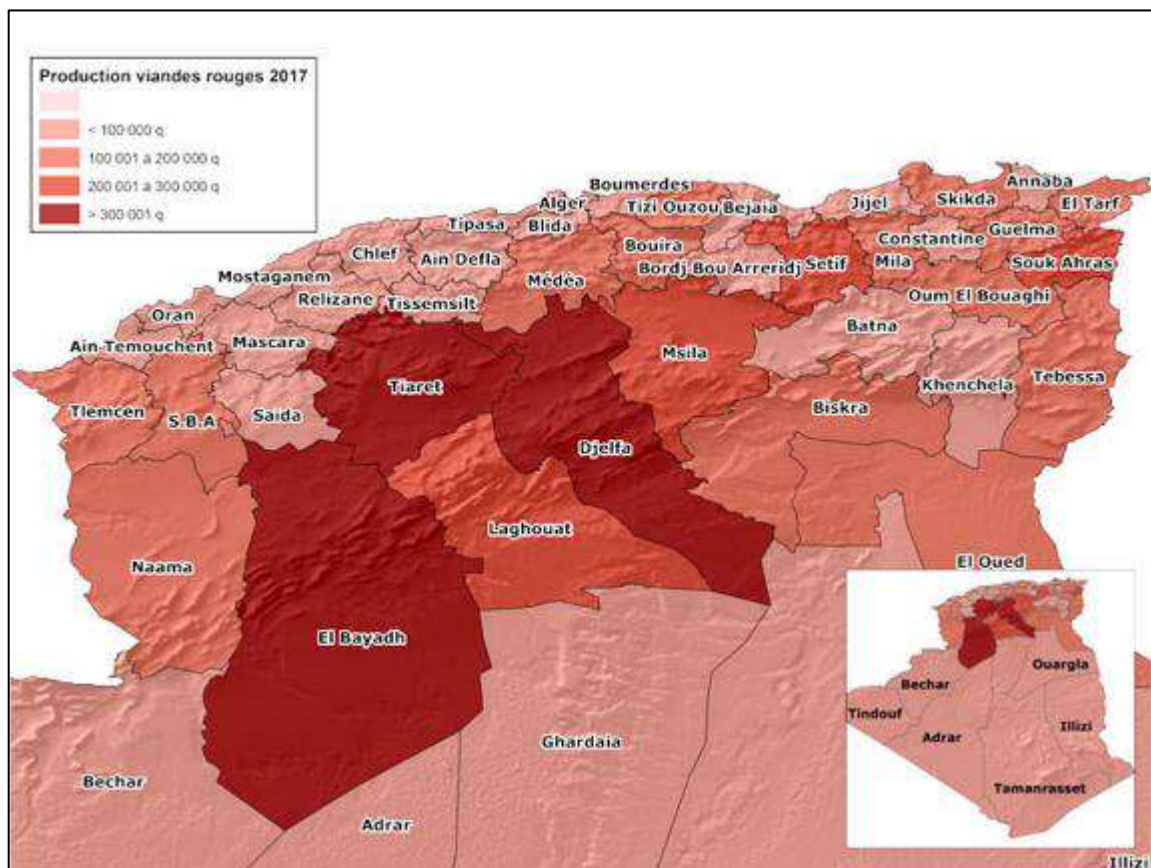 Production viandes rouges 2017
< 100 000 q
100 001 à 200 000 q
200 001 à 300 000 q
> 300 001 q
Boumerdes
Annaba
Alger
Tizi Ouzou
Bejaia
Jijel
Skikda
El Tarf
Tipasa
Blida
Bouira
Constantine
Guelma
Chlef
Ain Defla
Médéa
Bordj Bou Arreridj
Setif
Mila
Souk Ahras
Mostaganem
Relizane
Tissemsilt
Oum El Bouaghi
Oran
Batna
Ain-Temouchent
Mascara
Msila
Tiaret
Khenchela
Tebessa
Tlemcen
S.B.A
Saida
Biskra
Djelfa
Laghouat
Naama
El Oued
El Bayadh
Ghardaia
Bechar
Adrar
Illizi
Ouargla
Bechar
Tindouf
Illizi
Adrar
Tamanrasset